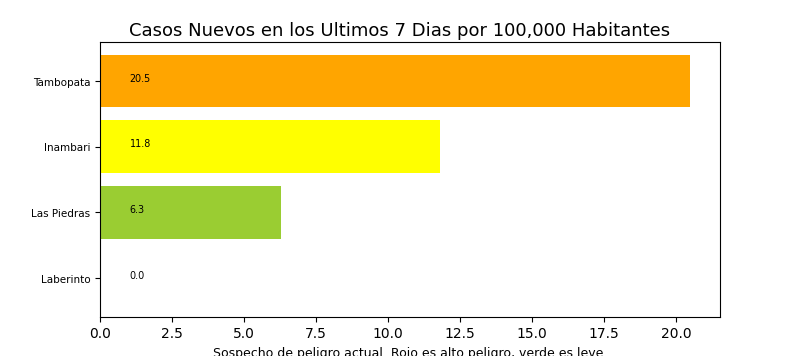 Casos Nuevos en los Ultimos 7 Dias por 100,000 Habitantes
Tambopata 20.5
Inambari 11.8
Las Piedras 6.3
Laberinto 0.0
0.0 2.5 5.0 7.5 10.0 12.5 15.0 17.5 20.0
Sospecho de peligro actual. Rojo es alto peligro, verde es leve